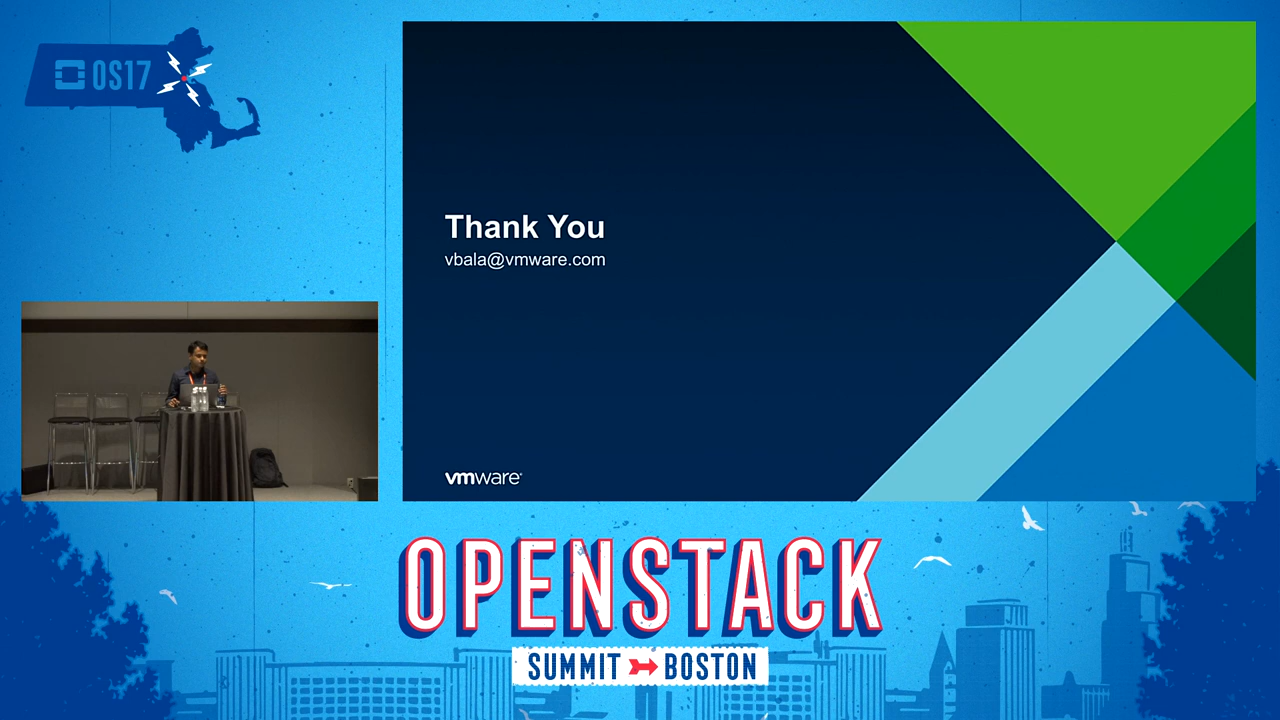 OS17
Thank You
vbala@vmware.com
vmware®
OPENSTACK
SUMMIT BOSTON